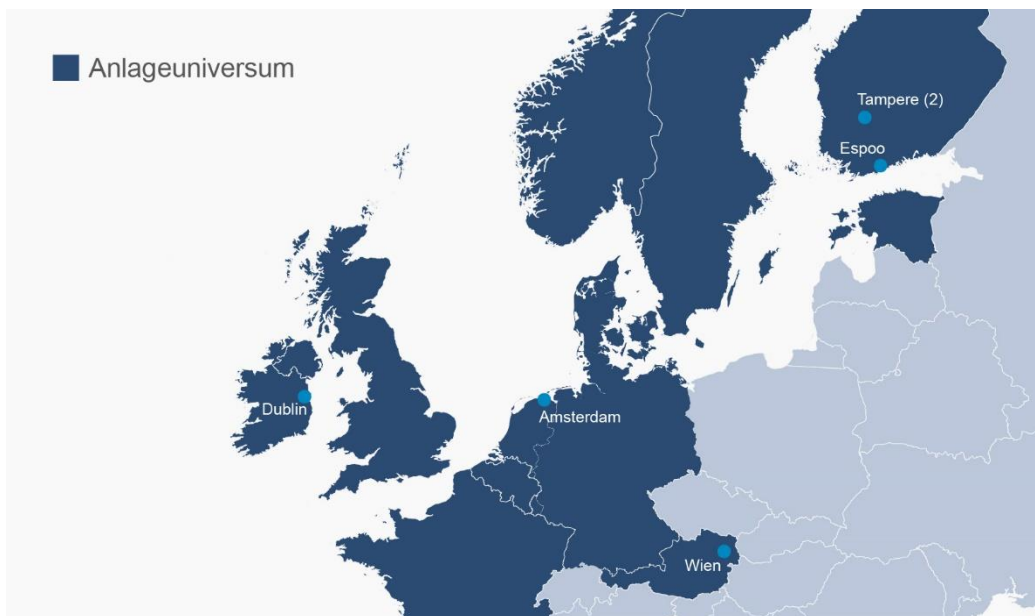 Anlageuniversum
Tampere (2)
Espoo
Dublin
Amsterdam
Wien